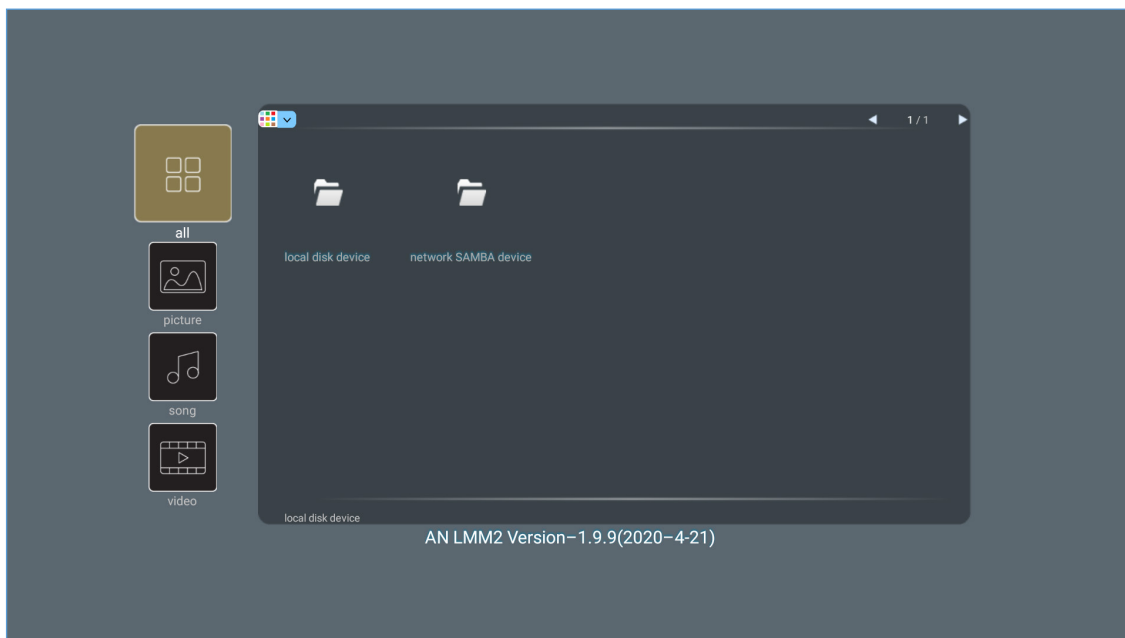 1 / 1
all
local disk device
network SAMBA device
picture
song
video
local disk device
AN LMM2 Version–1.9.9(2020–4-21)